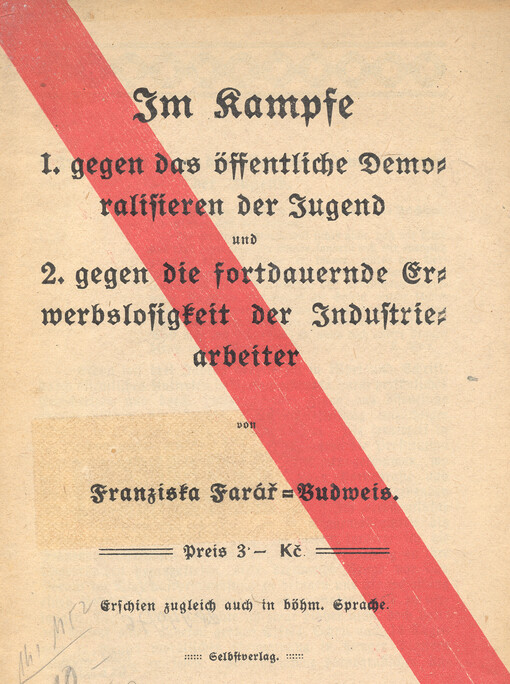 Im Kampfe
1. gegen das öffentliche Demo-
ralisieren der Jugend
und
2. gegen die fortdauernde Er-
werbslosigkeit der Industrie-
arbeiter
von
Franziska Farář-Budweis.
Preis 3·— Kč
Erschien zugleich auch in böhm. Sprache.
:::::: Selbstverlag. ::::::